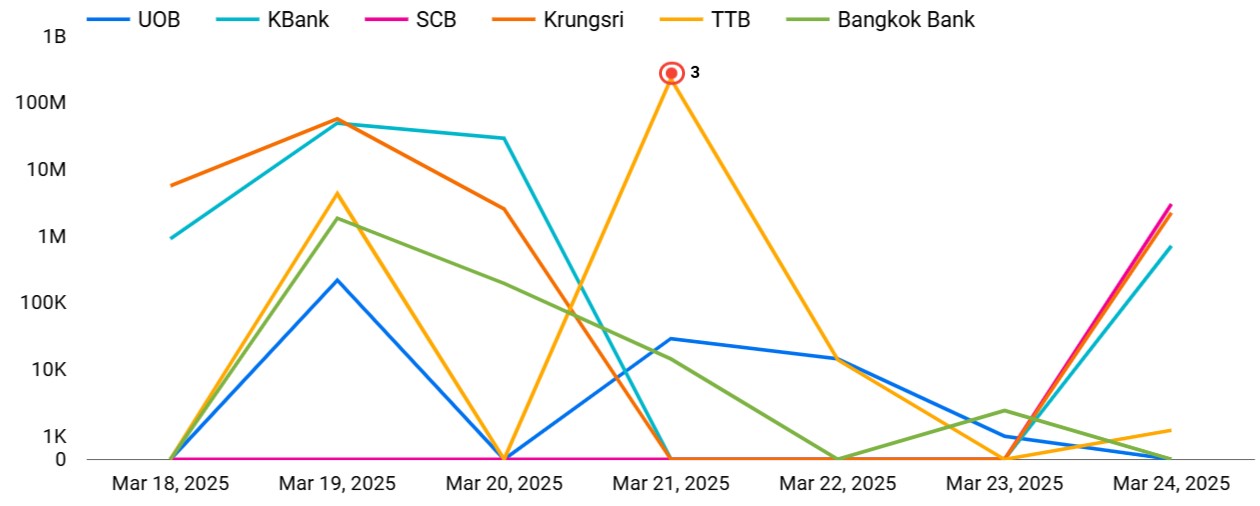 UOB KBank SCB Krungsri TTB Bangkok Bank
1B
3
100M
10M
1M
100K
10K
1K
0
Mar 18, 2025 Mar 19, 2025 Mar 20, 2025 Mar 21, 2025 Mar 22, 2025 Mar 23, 2025 Mar 24, 2025